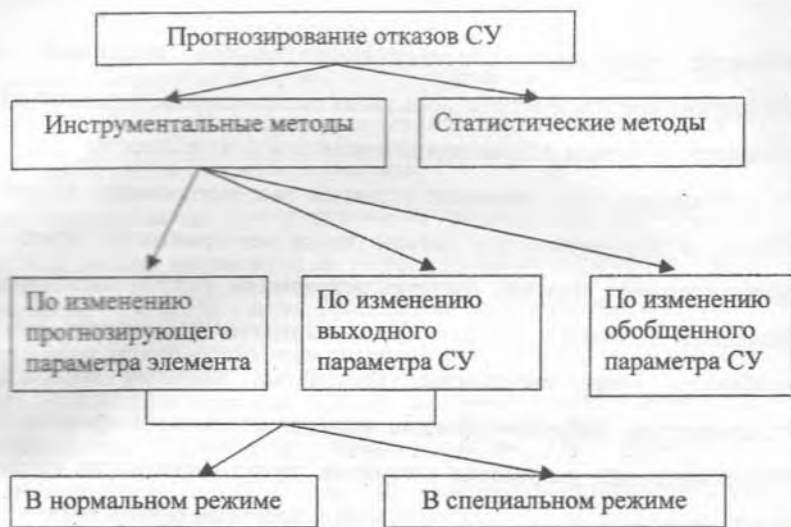 Прогнозирование отказов СУ
Инструментальные методы
Статистические методы
По изменению
прогнозирующего
параметра элемента
По изменению
выходного
параметра СУ
По изменению
обобщенного
параметра СУ
В нормальном режиме
В специальном режиме